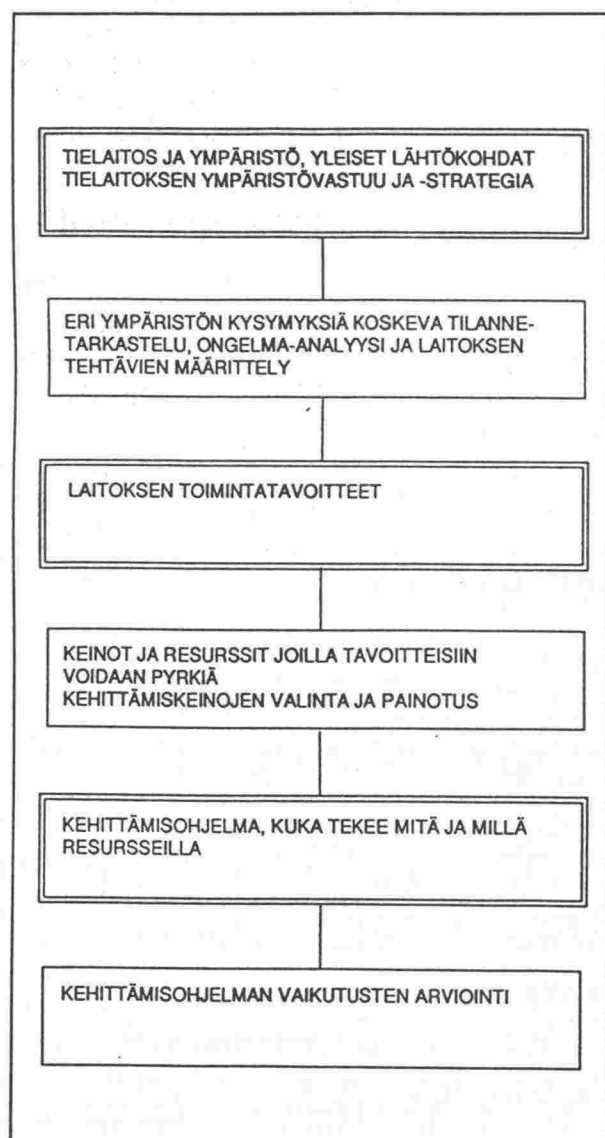 TIELAITOS JA YMPÄRISTÖ, YLEISET LÄHTÖKOHDAT
TIELAITOKSEN YMPÄRISTÖVASTUU JA -STRATEGIA
ERI YMPÄRISTÖN KYSYMYKSIÄ KOSKEVA TILANNE-
TARKASTELU, ONGELMA-ANALYYSI JA LAITOKSEN
TEHTÄVIEN MÄÄRITTELY
LAITOKSEN TOIMINTATAVOITTEET
KEINOT JA RESURSSIT JOILLA TAVOITTEISIIN
VOIDAAN PYRKIÄ
KEHITTÄMISKEINOJEN VALINTA JA PAINOTUS
KEHITTÄMISOHJELMA, KUKA TEKEE MITÄ JA MILLÄ
RESURSSEILLA
KEHITTÄMISOHJELMAN VAIKUTUSTEN ARVIOINTI